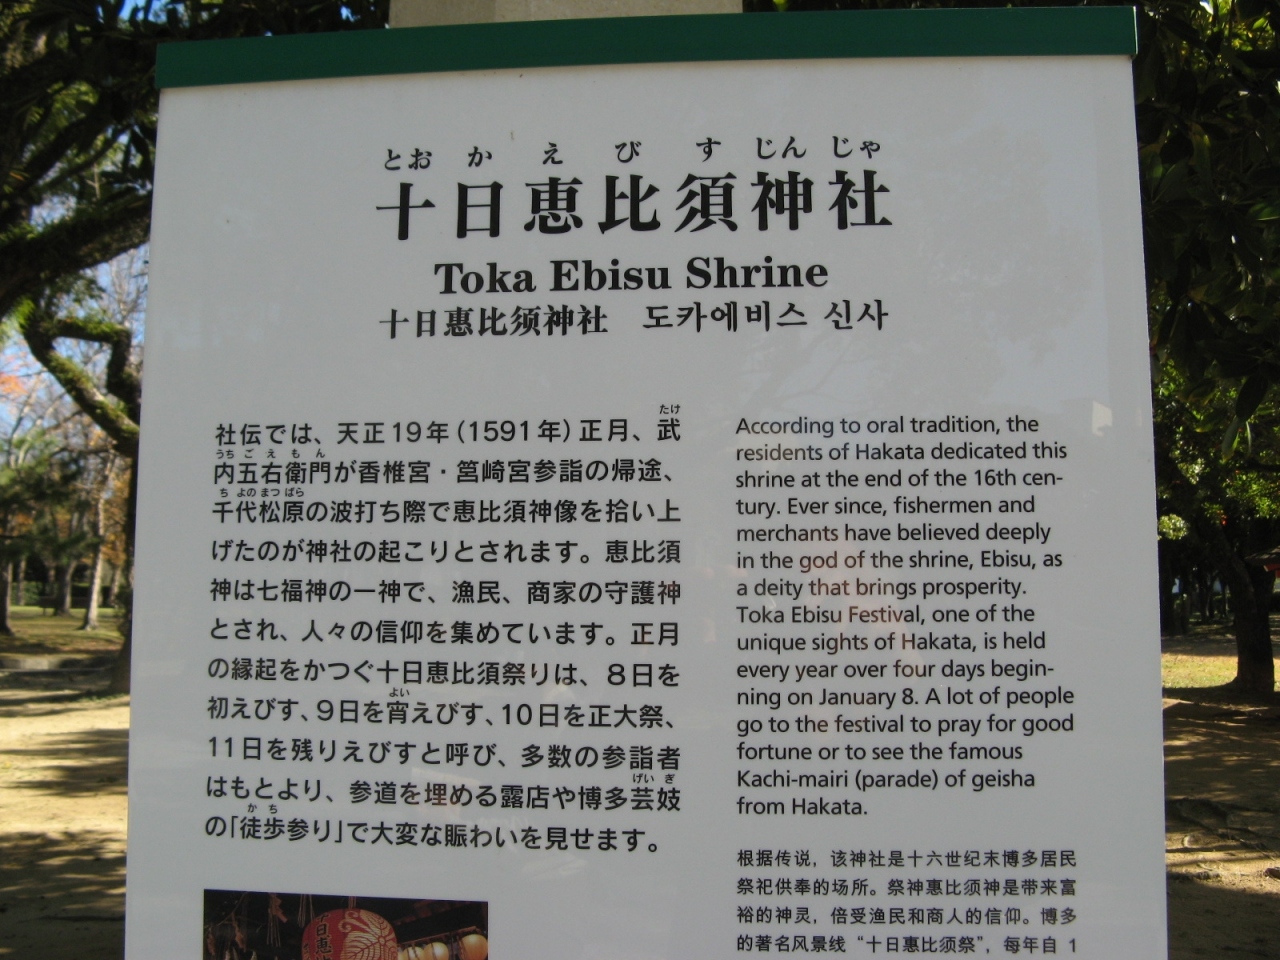 とおかえびすじんじゃ
十日恵比須神社
Toka Ebisu Shrine
十日惠比须神社 도카에비스 신사
社伝では、天正19年(1591年)正月、武
内五右衛門が香椎宮・筥崎宮参詣の帰途、
千代松原の波打ち際で恵比須神像を拾い上
げたのが神社の起こりとされます。恵比須
神は七福神の一神で、漁民、商家の守護神
とされ、人々の信仰を集めています。正月
の縁起をかつぐ十日恵比須祭りは、8日を
初えびす、9日を宵えびす、10日を正大祭、
11日を残りえびすと呼び、多数の参詣者
はもとより、参道を埋める露店や博多芸妓
の「徒歩参り」で大変な賑わいを見せます。
According to oral tradition, the
residents of Hakata dedicated this
shrine at the end of the 16th cen-
tury. Ever since, fishermen and
merchants have believed deeply
in the god of the shrine, Ebisu, as
a deity that brings prosperity.
Toka Ebisu Festival, one of the
unique sights of Hakata, is held
every year over four days begin-
ning on January 8. A lot of people
go to the festival to pray for good
fortune or to see the famous
Kachi-mairi (parade) of geisha
from Hakata.
根据传说，该神社是十六世纪末博多居民
祭祀供奉的场所。祭神惠比须神是带来富
裕的神灵，倍受渔民和商人的信仰。博多
的著名风景线“十日惠比须祭”，每年自 1